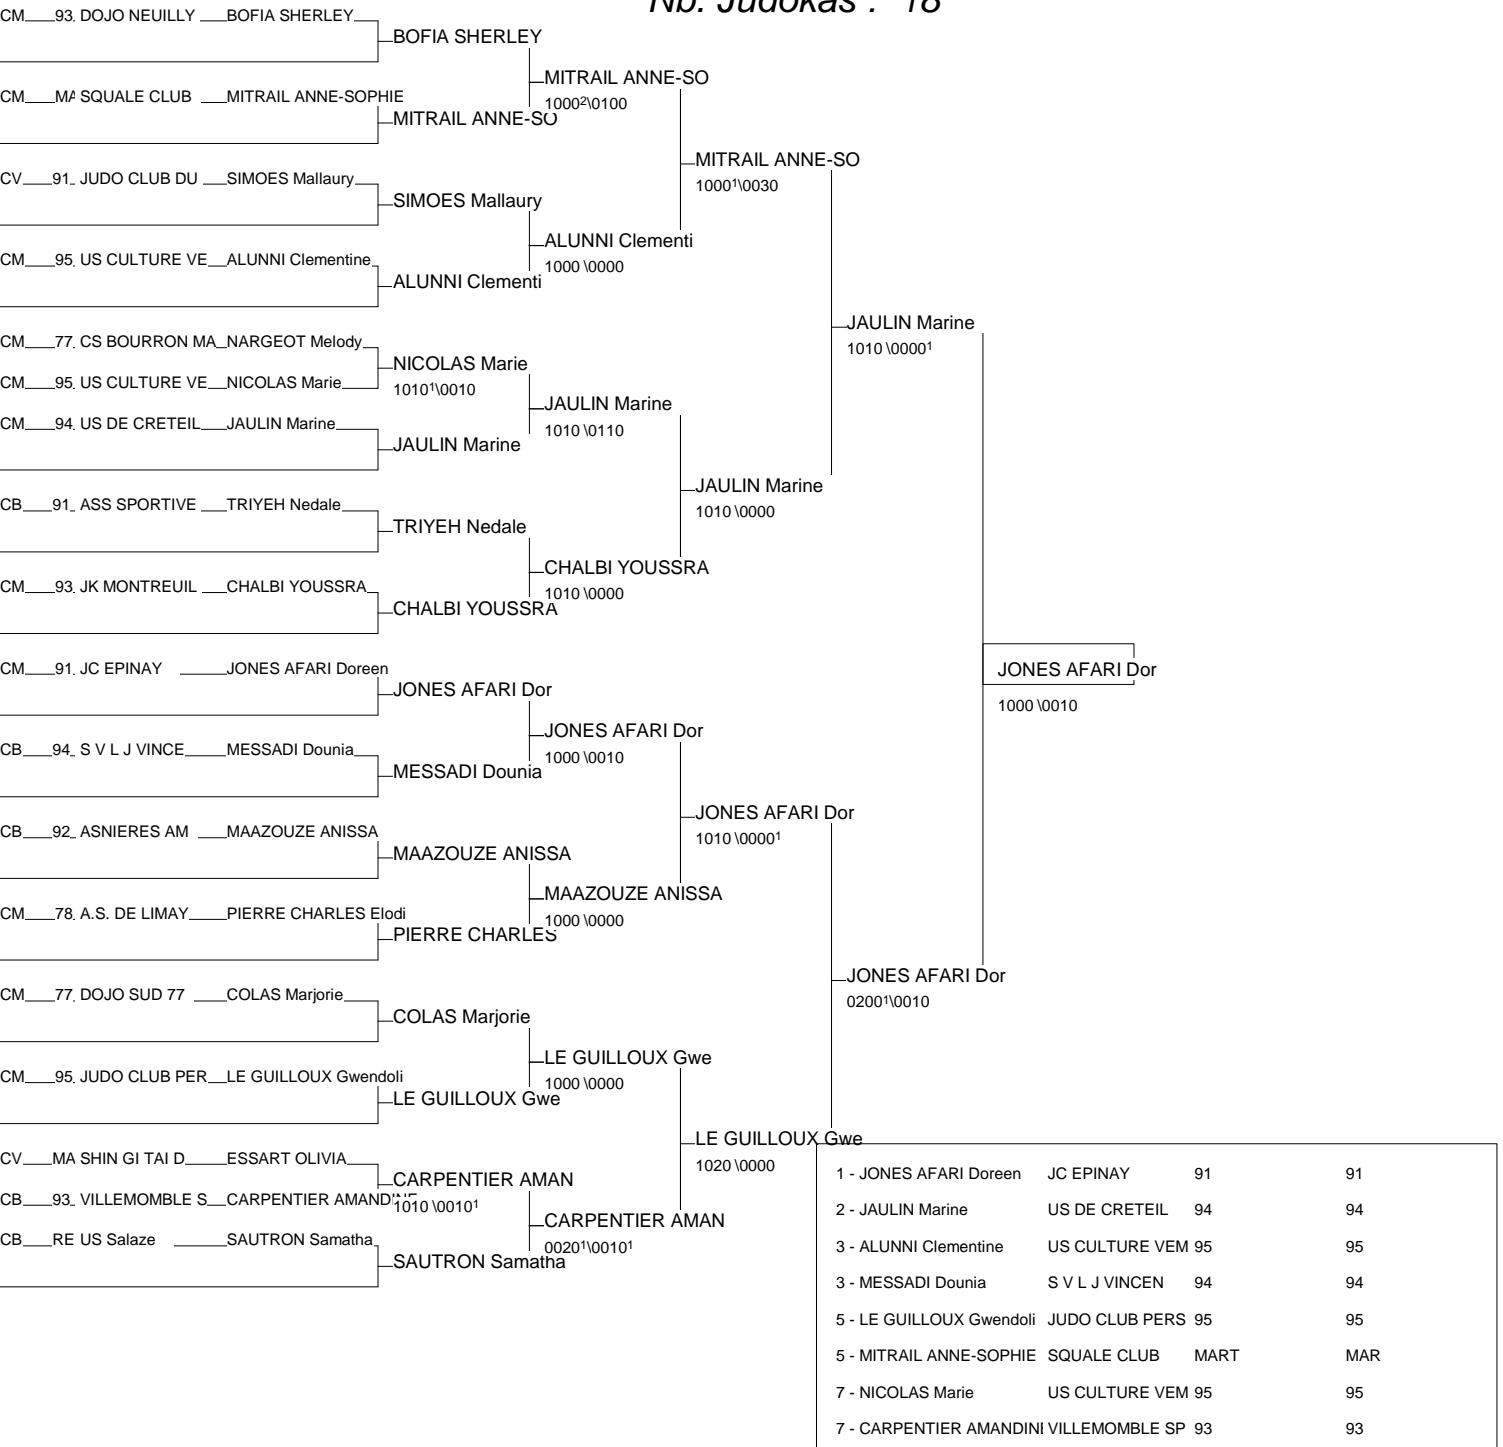 Nb. Judokas : 18
CM 93 DOJO NEUILLY BOFIA SHERLEY
BOFIA SHERLEY
MITRAIL ANNE-SO
1000²\0100
CM MA SQUALE CLUB MITRAIL ANNE-SOPHIE
MITRAIL ANNE-SO
MITRAIL ANNE-SO
1000¹\0030
CV 91 JUDO CLUB DU SIMOES Mallaury
SIMOES Mallaury
ALUNNI Clementi
1000 \0000
CM 95 US CULTURE VE ALUNNI Clementine
ALUNNI Clementi
JAULIN Marine
1010 \0000¹
CM 77 CS BOURRON MA NARGEOT Melody
NICOLAS Marie
1010¹\0010
CM 95 US CULTURE VE NICOLAS Marie
JAULIN Marine
1010 \0110
CM 94 US DE CRETEIL JAULIN Marine
JAULIN Marine
JAULIN Marine
1010 \0000
CB 91 ASS SPORTIVE TRIYEH Nedale
TRIYEH Nedale
CHALBI YOUSSRA
1010 \0000
CM 93 JK MONTREUIL CHALBI YOUSSRA
CHALBI YOUSSRA
JONES AFARI Dor
1000 \0010
CM 91 JC EPINAY JONES AFARI Doreen
JONES AFARI Dor
JONES AFARI Dor
1000 \0010
CB 94 S V L J VINCE MESSADI Dounia
MESSADI Dounia
JONES AFARI Dor
1010 \0000¹
CB 92 ASNIERES AM MAAZOUZE ANISSA
MAAZOUZE ANISSA
MAAZOUZE ANISSA
1000 \0000
CM 78 A.S. DE LIMAY PIERRE CHARLES Elodi
PIERRE CHARLES
JONES AFARI Dor
0200¹\0010
CM 77 DOJO SUD 77 COLAS Marjorie
COLAS Marjorie
LE GUILLOUX Gwe
1000 \0000
CM 95 JUDO CLUB PER LE GUILLOUX Gwendoli
LE GUILLOUX Gwe
LE GUILLOUX Gwe
1020 \0000
CV MA SHIN GI TAI D ESSART OLIVIA
CARPENTIER AMAN
1010 \0010¹
CB 93 VILLEMOMBLE S CARPENTIER AMANDINE
CARPENTIER AMAN
0020¹\0010¹
CB RE US Salaze SAUTRON Samatha
SAUTRON Samatha
1 - JONES AFARI Doreen JC EPINAY 91 91
2 - JAULIN Marine US DE CRETEIL 94 94
3 - ALUNNI Clementine US CULTURE VEM 95 95
3 - MESSADI Dounia S V L J VINCEN 94 94
5 - LE GUILLOUX Gwendoli JUDO CLUB PERS 95 95
5 - MITRAIL ANNE-SOPHIE SQUALE CLUB MART MAR
7 - NICOLAS Marie US CULTURE VEM 95 95
7 - CARPENTIER AMANDINI VILLEMOMBLE SP 93 93